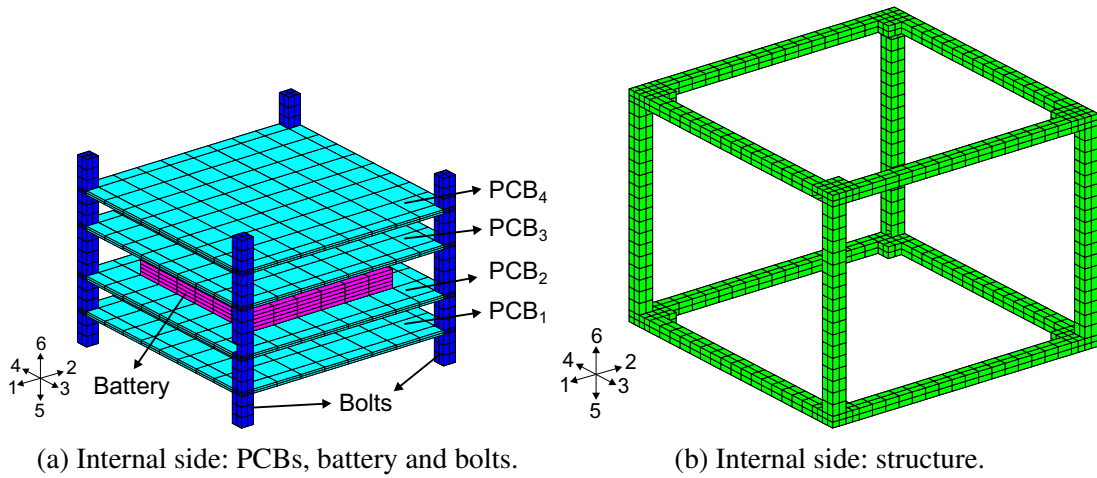 PCB₄
PCB₃
PCB₂
PCB₁
6
4 2
1 3
5
Battery
Bolts
6
4 2
1 3
5
(a) Internal side: PCBs, battery and bolts.
(b) Internal side: structure.